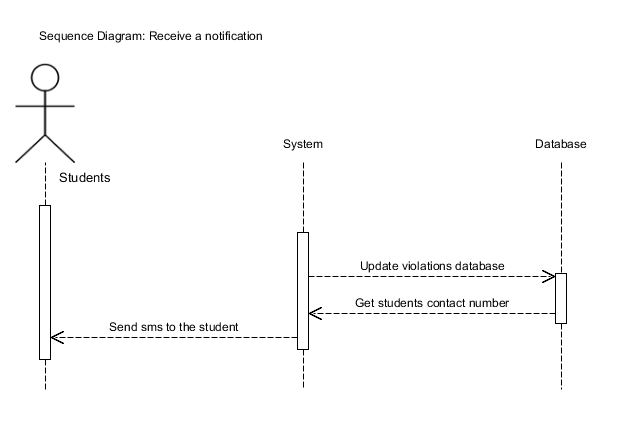 Sequence Diagram: Receive a notification
System
Database
Students
Update violations database
Get students contact number
Send sms to the student